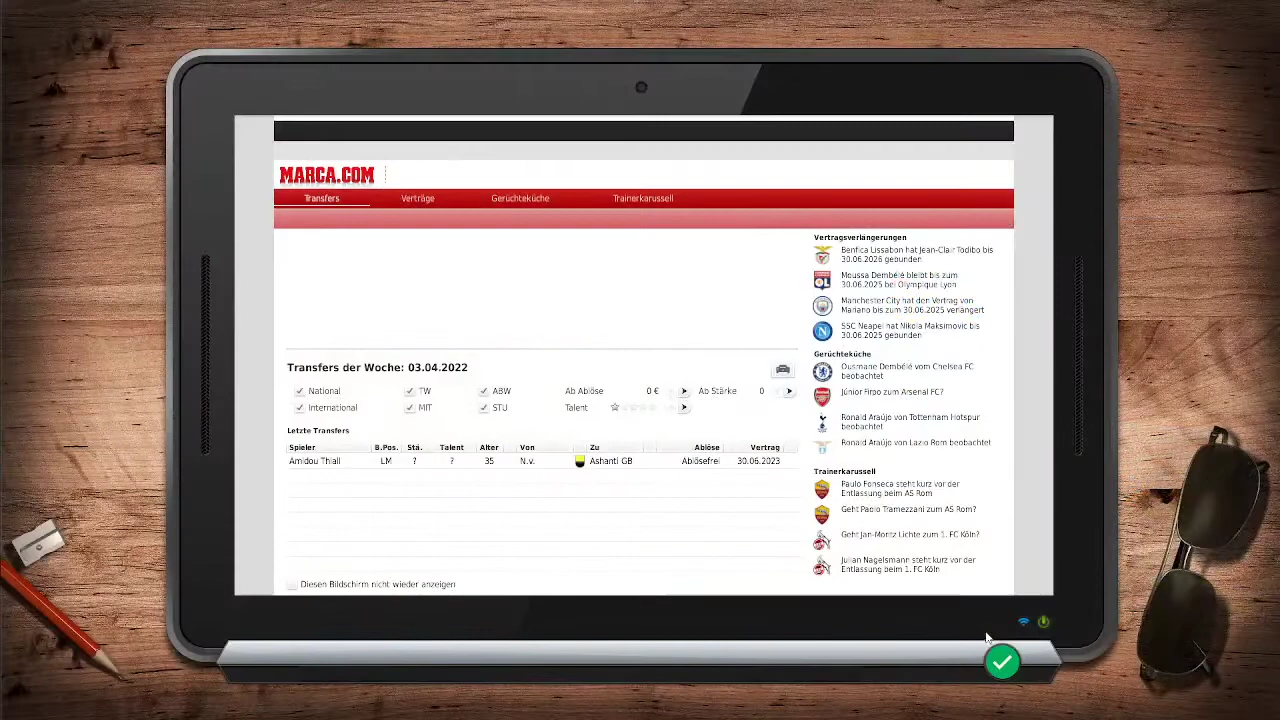 MARCA.COM
Transfers Verträge Gerüchteküche Trainerkarussell
Transfers der Woche: 03.04.2022
National TW ABW Ab Ablöse 0 € Ab Stärke 0
International MIT STU Talent
Letzte Transfers
Spieler B.Pos. Stä. Talent Alter Von Zu Ablöse Vertrag
Amidou Thiall LM ? ? 35 N.v. Ashanti GB Ablösefrei 30.06.2023
Diesen Bildschirm nicht wieder anzeigen
Vertragsverlängerungen
Benfica Lissabon hat Jean-Clair Todibo bis
30.06.2026 gebunden
Moussa Dembélé bleibt bis zum
30.06.2025 bei Olympique Lyon
Manchester City hat den Vertrag von
Mariano bis zum 30.06.2025 verlängert
SSC Neapel hat Nikola Maksimovic bis
30.06.2025 gebunden
Gerüchteküche
Ousmane Dembélé vom Chelsea FC
beobachtet
Júnior Firpo zum Arsenal FC?
Ronald Araújo von Tottenham Hotspur
beobachtet
Ronald Araújo von Lazio Rom beobachtet
Trainerkarussell
Paulo Fonseca steht kurz vor der
Entlassung beim AS Rom
Geht Paolo Tramezzani zum AS Rom?
Geht Jan-Moritz Lichte zum 1. FC Köln?
Julian Nagelsmann steht kurz vor der
Entlassung beim 1. FC Köln